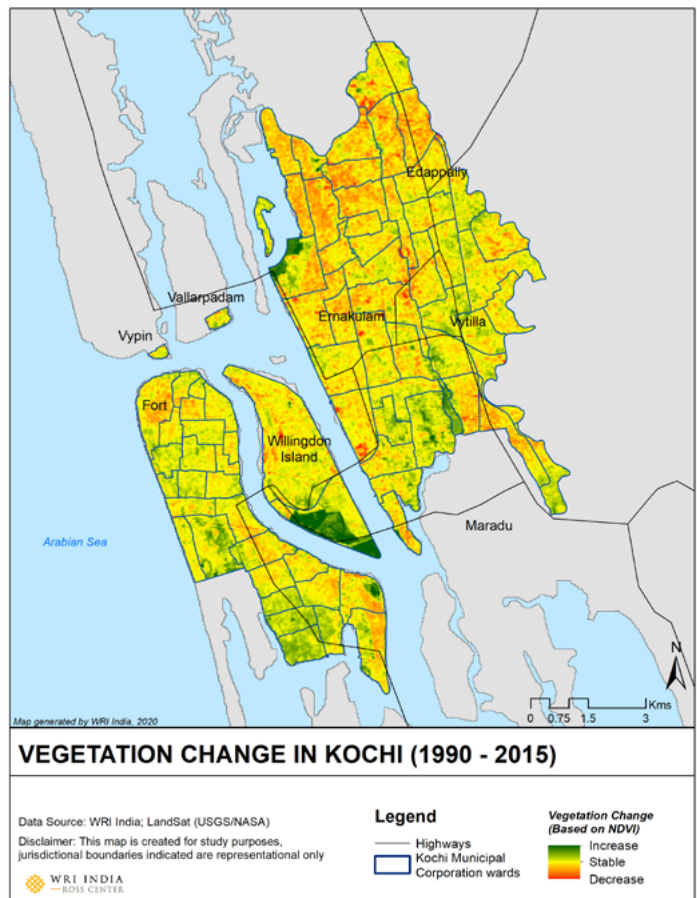 Edappally
Vallarpadam
Ernakulam
Vytilla
Vypin
Fort
Willingdon
Island
Maradu
Arabian Sea
N
Kms
0 0.75 1.5 3
Map generated by WRI India, 2020
VEGETATION CHANGE IN KOCHI (1990 - 2015)
Data Source: WRI India; LandSat (USGS/NASA)
Disclaimer: This map is created for study purposes,
jurisdictional boundaries indicated are representational only
WRI INDIA
ROSS CENTER
Legend
Highways
Kochi Municipal
Corporation wards
Vegetation Change
(Based on NDVI)
Increase
Stable
Decrease